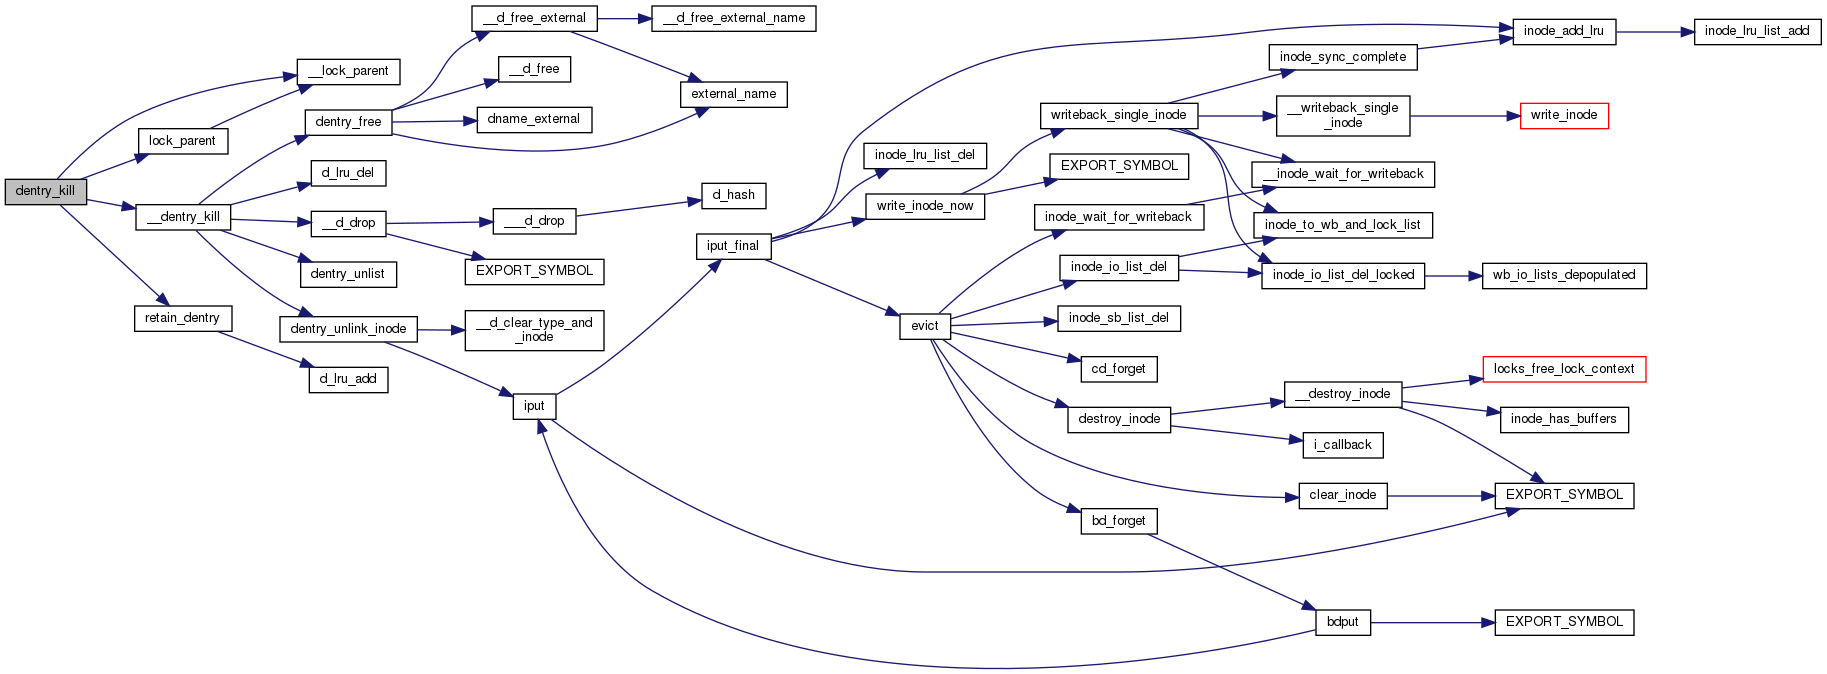 dentry_kill
__lock_parent
lock_parent
__dentry_kill
retain_dentry
dentry_free
d_lru_del
__d_drop
dentry_unlist
dentry_unlink_inode
d_lru_add
__d_free_external
__d_free
dname_external
___d_drop
EXPORT_SYMBOL
__d_clear_type_and
_inode
iput
__d_free_external_name
external_name
d_hash
iput_final
inode_lru_list_del
write_inode_now
evict
writeback_single_inode
EXPORT_SYMBOL
inode_wait_for_writeback
inode_io_list_del
inode_sb_list_del
cd_forget
destroy_inode
bd_forget
inode_sync_complete
__writeback_single
_inode
__inode_wait_for_writeback
inode_to_wb_and_lock_list
inode_io_list_del_locked
__destroy_inode
i_callback
clear_inode
bdput
inode_add_lru
write_inode
wb_io_lists_depopulated
locks_free_lock_context
inode_has_buffers
EXPORT_SYMBOL
EXPORT_SYMBOL
inode_lru_list_add